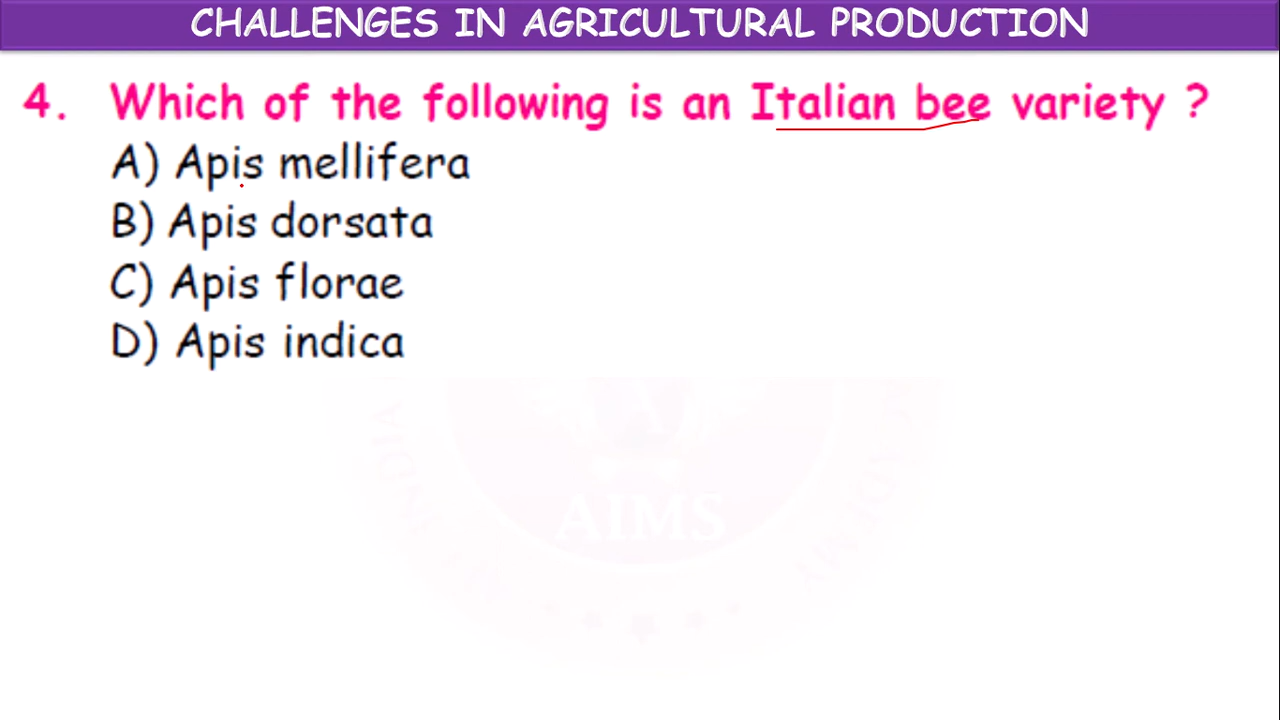 CHALLENGES IN AGRICULTURAL PRODUCTION
4. Which of the following is an Italian bee variety ?
A) Apis mellifera
B) Apis dorsata
C) Apis florae
D) Apis indica
AIMS